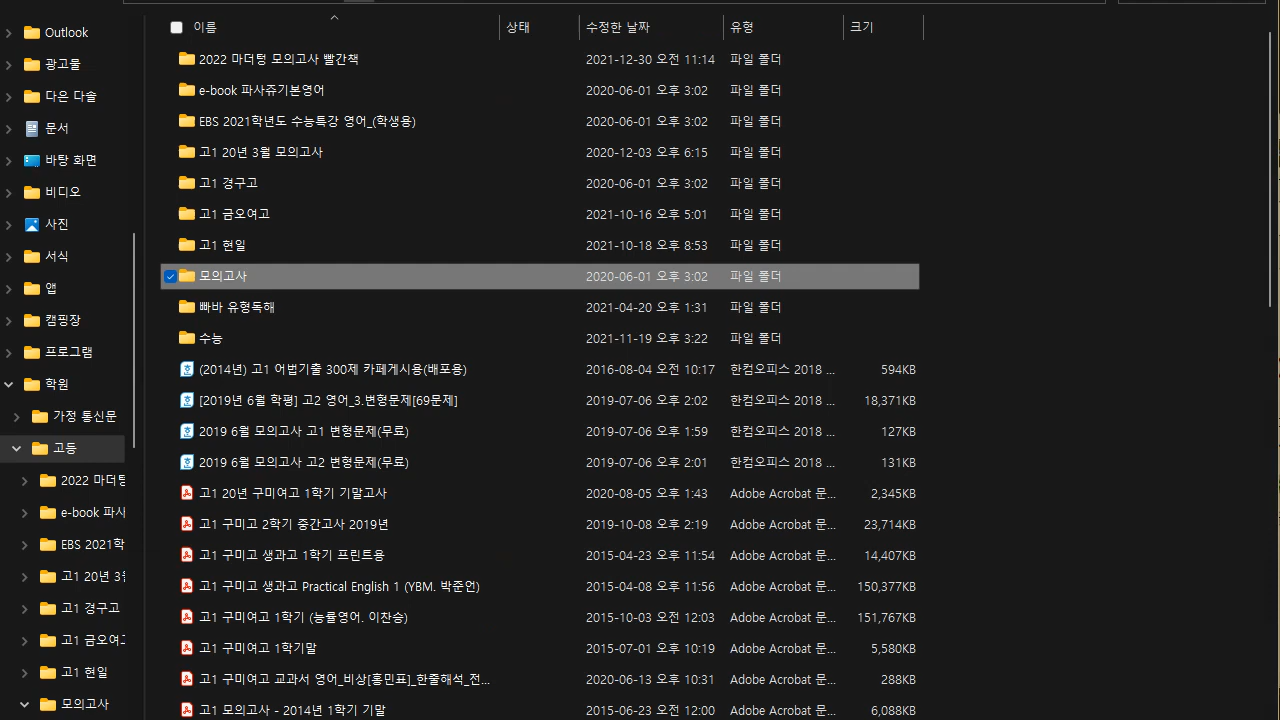 Outlook
광고물
다은 다솔
문서
바탕 화면
비디오
사진
서식
앱
캠핑장
프로그램
학원
가정 통신문
고등
2022 마더텅
e-book 파사
EBS 2021학
고1 20년 3월
고1 경구고
고1 금오여고
고1 현일
모의고사
이름 상태 수정한 날짜 유형 크기
2022 마더텅 모의고사 빨간책 2021-12-30 오전 11:14 파일 폴더
e-book 파사쥬기본영어 2020-06-01 오후 3:02 파일 폴더
EBS 2021학년도 수능특강 영어_(학생용) 2020-06-01 오후 3:02 파일 폴더
고1 20년 3월 모의고사 2020-12-03 오후 6:15 파일 폴더
고1 경구고 2020-06-01 오후 3:02 파일 폴더
고1 금오여고 2021-10-16 오후 5:01 파일 폴더
고1 현일 2021-10-18 오후 8:53 파일 폴더
모의고사 2020-06-01 오후 3:02 파일 폴더
빠바 유형독해 2021-04-20 오후 1:31 파일 폴더
수능 2021-11-19 오후 3:22 파일 폴더
(2014년) 고1 어법기출 300제 카페게시용(배포용) 2016-08-04 오전 10:17 한컴오피스 2018 ... 594KB
[2019년 6월 학평] 고2 영어_3.변형문제[69문제] 2019-07-06 오후 2:02 한컴오피스 2018 ... 18,371KB
2019 6월 모의고사 고1 변형문제(무료) 2019-07-06 오후 1:59 한컴오피스 2018 ... 127KB
2019 6월 모의고사 고2 변형문제(무료) 2019-07-06 오후 2:01 한컴오피스 2018 ... 131KB
고1 20년 구미여고 1학기 기말고사 2020-08-05 오후 1:43 Adobe Acrobat 문... 2,345KB
고1 구미고 2학기 중간고사 2019년 2019-10-08 오후 2:19 Adobe Acrobat 문... 23,714KB
고1 구미고 생과고 1학기 프린트용 2015-04-23 오후 11:54 Adobe Acrobat 문... 14,407KB
고1 구미고 생과고 Practical English 1 (YBM. 박준언) 2015-04-08 오후 11:56 Adobe Acrobat 문... 150,377KB
고1 구미여고 1학기 (능률영어. 이찬승) 2015-10-03 오전 12:03 Adobe Acrobat 문... 151,767KB
고1 구미여고 1학기말 2015-07-01 오후 10:19 Adobe Acrobat 문... 5,580KB
고1 구미여고 교과서 영어_비상[홍민표]_한줄해석_전... 2020-06-13 오후 10:31 Adobe Acrobat 문... 288KB
고1 모의고사 - 2014년 1학기 기말 2015-06-23 오전 12:00 Adobe Acrobat 문... 6,088KB